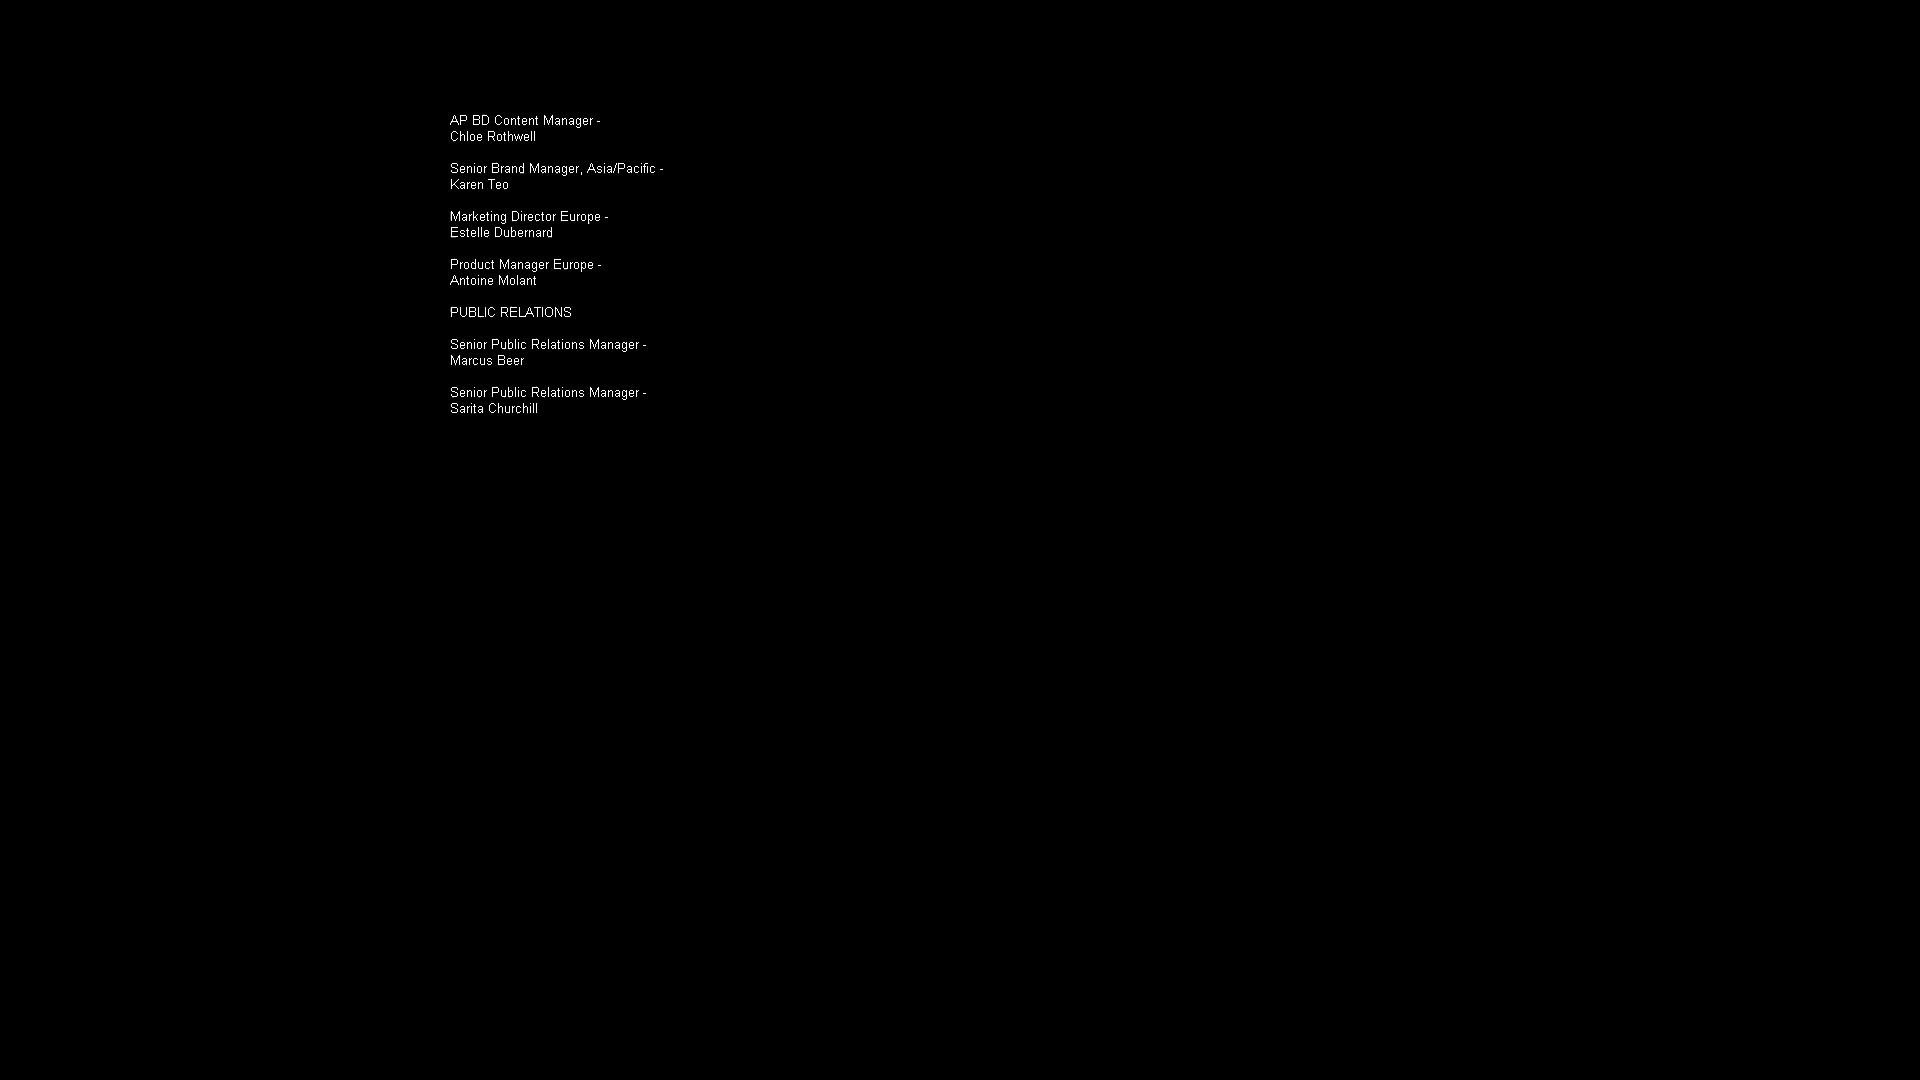 AP BD Content Manager -
Chloe Rothwell
Senior Brand Manager, Asia/Pacific -
Karen Teo
Marketing Director Europe -
Estelle Dubernard
Product Manager Europe -
Antoine Molant
PUBLIC RELATIONS
Senior Public Relations Manager -
Marcus Beer
Senior Public Relations Manager -
Sarita Churchill